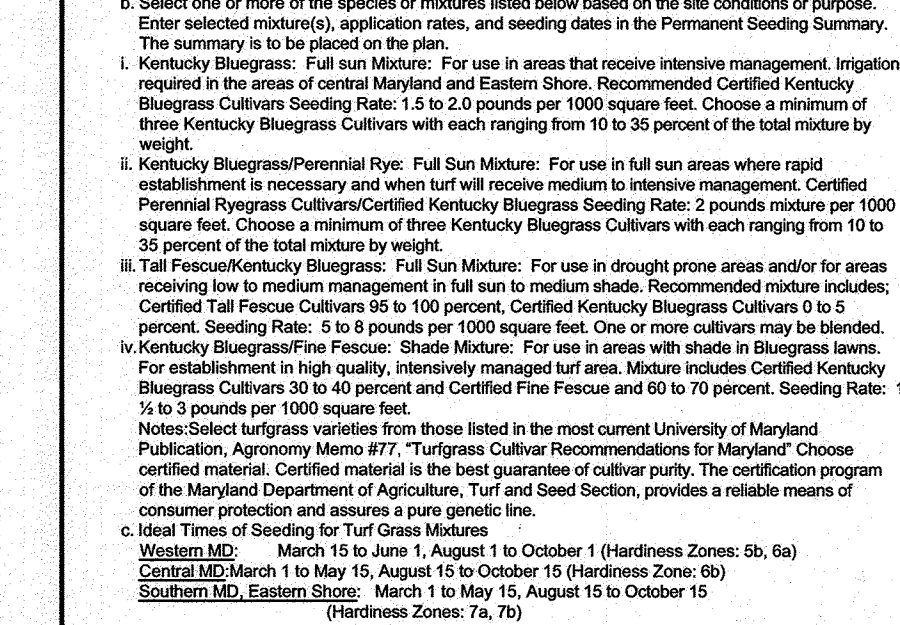 b. Select one or more of the species or mixtures listed below based on the site conditions or purpose.
Enter selected mixture(s), application rates, and seeding dates in the Permanent Seeding Summary.
The summary is to be placed on the plan.
i. Kentucky Bluegrass: Full sun Mixture: For use in areas that receive intensive management. Irrigation
required in the areas of central Maryland and Eastern Shore. Recommended Certified Kentucky
Bluegrass Cultivars Seeding Rate: 1.5 to 2.0 pounds per 1000 square feet. Choose a minimum of
three Kentucky Bluegrass Cultivars with each ranging from 10 to 35 percent of the total mixture by
weight.
ii. Kentucky Bluegrass/Perennial Rye: Full Sun Mixture: For use in full sun areas where rapid
establishment is necessary and when turf will receive medium to intensive management. Certified
Perennial Ryegrass Cultivars/Certified Kentucky Bluegrass Seeding Rate: 2 pounds mixture per 1000
square feet. Choose a minimum of three Kentucky Bluegrass Cultivars with each ranging from 10 to
35 percent of the total mixture by weight.
iii. Tall Fescue/Kentucky Bluegrass: Full Sun Mixture: For use in drought prone areas and/or for areas
receiving low to medium management in full sun to medium shade. Recommended mixture includes;
Certified Tall Fescue Cultivars 95 to 100 percent, Certified Kentucky Bluegrass Cultivars 0 to 5
percent. Seeding Rate: 5 to 8 pounds per 1000 square feet. One or more cultivars may be blended.
iv. Kentucky Bluegrass/Fine Fescue: Shade Mixture: For use in areas with shade in Bluegrass lawns.
For establishment in high quality, intensively managed turf area. Mixture includes Certified Kentucky
Bluegrass Cultivars 30 to 40 percent and Certified Fine Fescue and 60 to 70 percent. Seeding Rate: 1
½ to 3 pounds per 1000 square feet.
Notes:Select turfgrass varieties from those listed in the most current University of Maryland
Publication, Agronomy Memo #77, "Turfgrass Cultivar Recommendations for Maryland" Choose
certified material. Certified material is the best guarantee of cultivar purity. The certification program
of the Maryland Department of Agriculture, Turf and Seed Section, provides a reliable means of
consumer protection and assures a pure genetic line.
c. Ideal Times of Seeding for Turf Grass Mixtures
Western MD: March 15 to June 1, August 1 to October 1 (Hardiness Zones: 5b, 6a)
Central MD:March 1 to May 15, August 15 to October 15 (Hardiness Zone: 6b)
Southern MD, Eastern Shore: March 1 to May 15, August 15 to October 15
(Hardiness Zones: 7a, 7b)